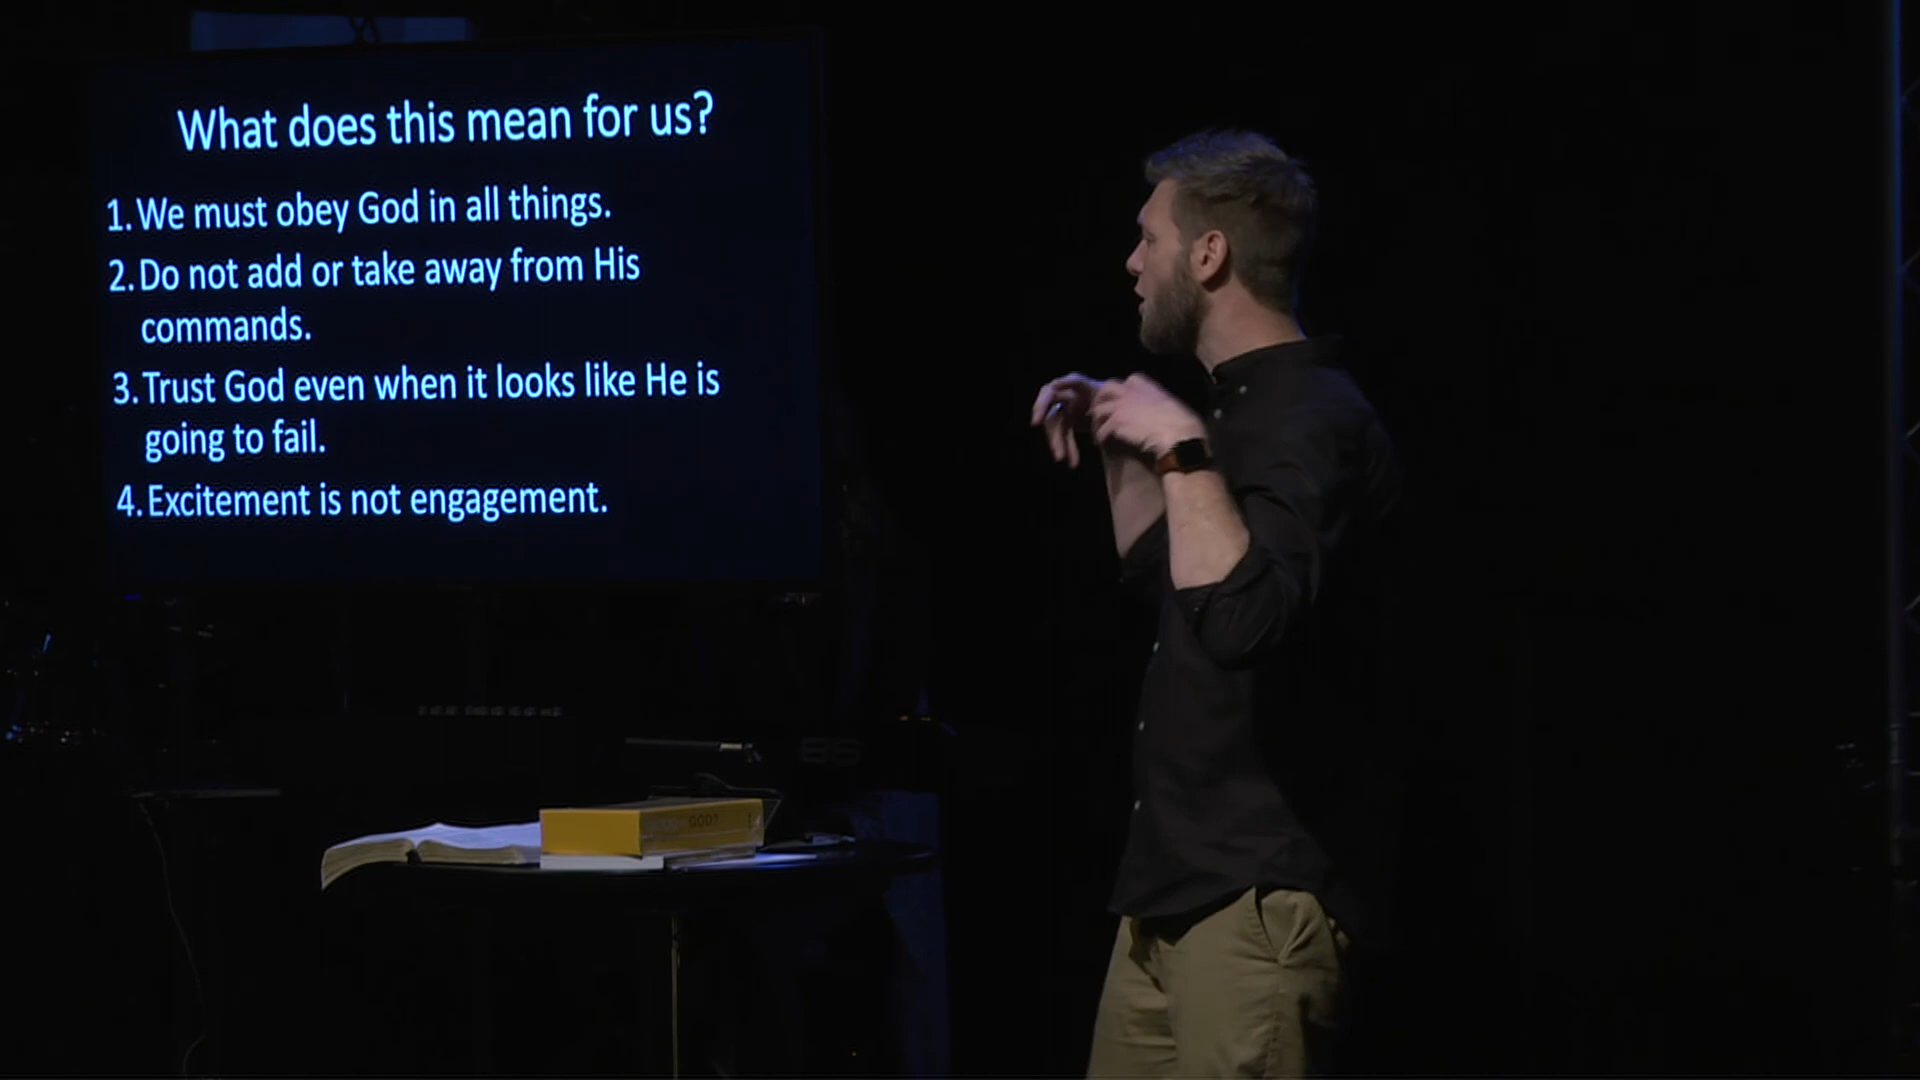 What does this mean for us?
1. We must obey God in all things.
2. Do not add or take away from His
commands.
3. Trust God even when it looks like He is
going to fail.
4. Excitement is not engagement.
GOD?